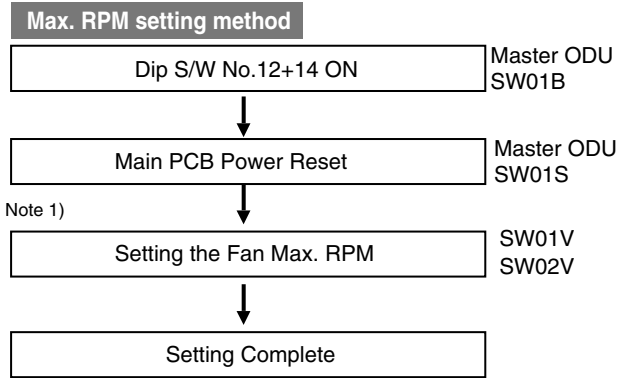 Max. RPM setting method
Dip S/W No.12+14 ON
Master ODU
SW01B
Main PCB Power Reset
Master ODU
SW01S
Note 1)
Setting the Fan Max. RPM
SW01V
SW02V
Setting Complete